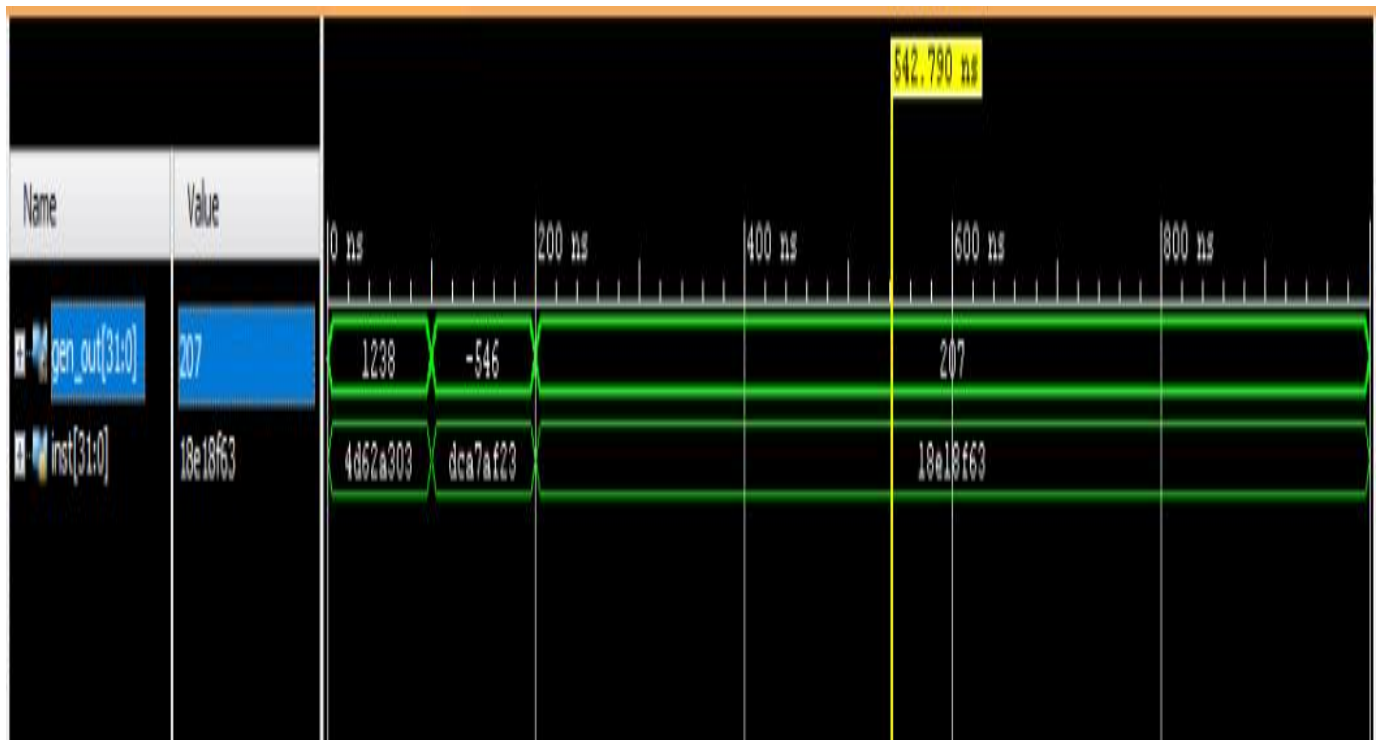 542.790 ns
Name Value
0 ns 200 ns 400 ns 600 ns 800 ns
gen_out[31:0] 207 1238 -546 207
inst[31:0] 18e18f63 4d62a303 dca7af23 18e18f63